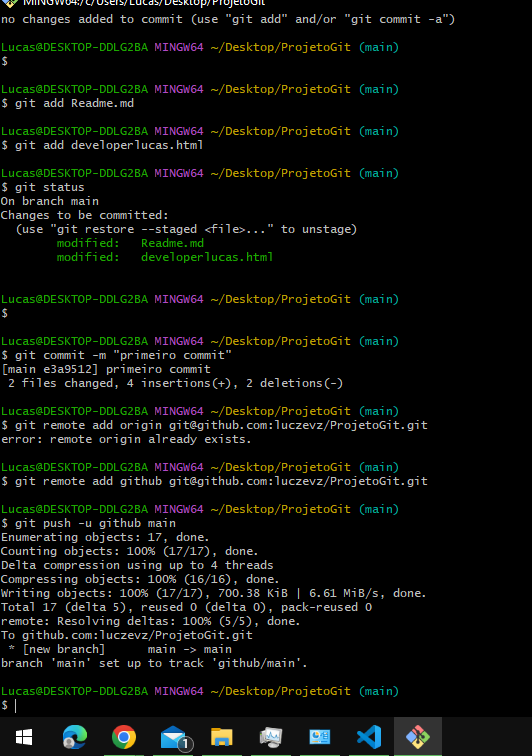 MINGW64:/c/Users/Lucas/Desktop/ProjetoGit
no changes added to commit (use "git add" and/or "git commit -a")
Lucas@DESKTOP-DDLG2BA MINGW64 ~/Desktop/ProjetoGit (main)
$
Lucas@DESKTOP-DDLG2BA MINGW64 ~/Desktop/ProjetoGit (main)
$ git add Readme.md
Lucas@DESKTOP-DDLG2BA MINGW64 ~/Desktop/ProjetoGit (main)
$ git add developerlucas.html
Lucas@DESKTOP-DDLG2BA MINGW64 ~/Desktop/ProjetoGit (main)
$ git status
On branch main
Changes to be committed:
  (use "git restore --staged <file>..." to unstage)
        modified:   Readme.md
        modified:   developerlucas.html
Lucas@DESKTOP-DDLG2BA MINGW64 ~/Desktop/ProjetoGit (main)
$
Lucas@DESKTOP-DDLG2BA MINGW64 ~/Desktop/ProjetoGit (main)
$ git commit -m "primeiro commit"
[main e3a9512] primeiro commit
 2 files changed, 4 insertions(+), 2 deletions(-)
Lucas@DESKTOP-DDLG2BA MINGW64 ~/Desktop/ProjetoGit (main)
$ git remote add origin git@github.com:luczevz/ProjetoGit.git
error: remote origin already exists.
Lucas@DESKTOP-DDLG2BA MINGW64 ~/Desktop/ProjetoGit (main)
$ git remote add github git@github.com:luczevz/ProjetoGit.git
Lucas@DESKTOP-DDLG2BA MINGW64 ~/Desktop/ProjetoGit (main)
$ git push -u github main
Enumerating objects: 17, done.
Counting objects: 100% (17/17), done.
Delta compression using up to 4 threads
Compressing objects: 100% (16/16), done.
Writing objects: 100% (17/17), 700.38 KiB | 6.61 MiB/s, done.
Total 17 (delta 5), reused 0 (delta 0), pack-reused 0
remote: Resolving deltas: 100% (5/5), done.
To github.com:luczevz/ProjetoGit.git
 * [new branch]      main -> main
branch 'main' set up to track 'github/main'.
Lucas@DESKTOP-DDLG2BA MINGW64 ~/Desktop/ProjetoGit (main)
$
1